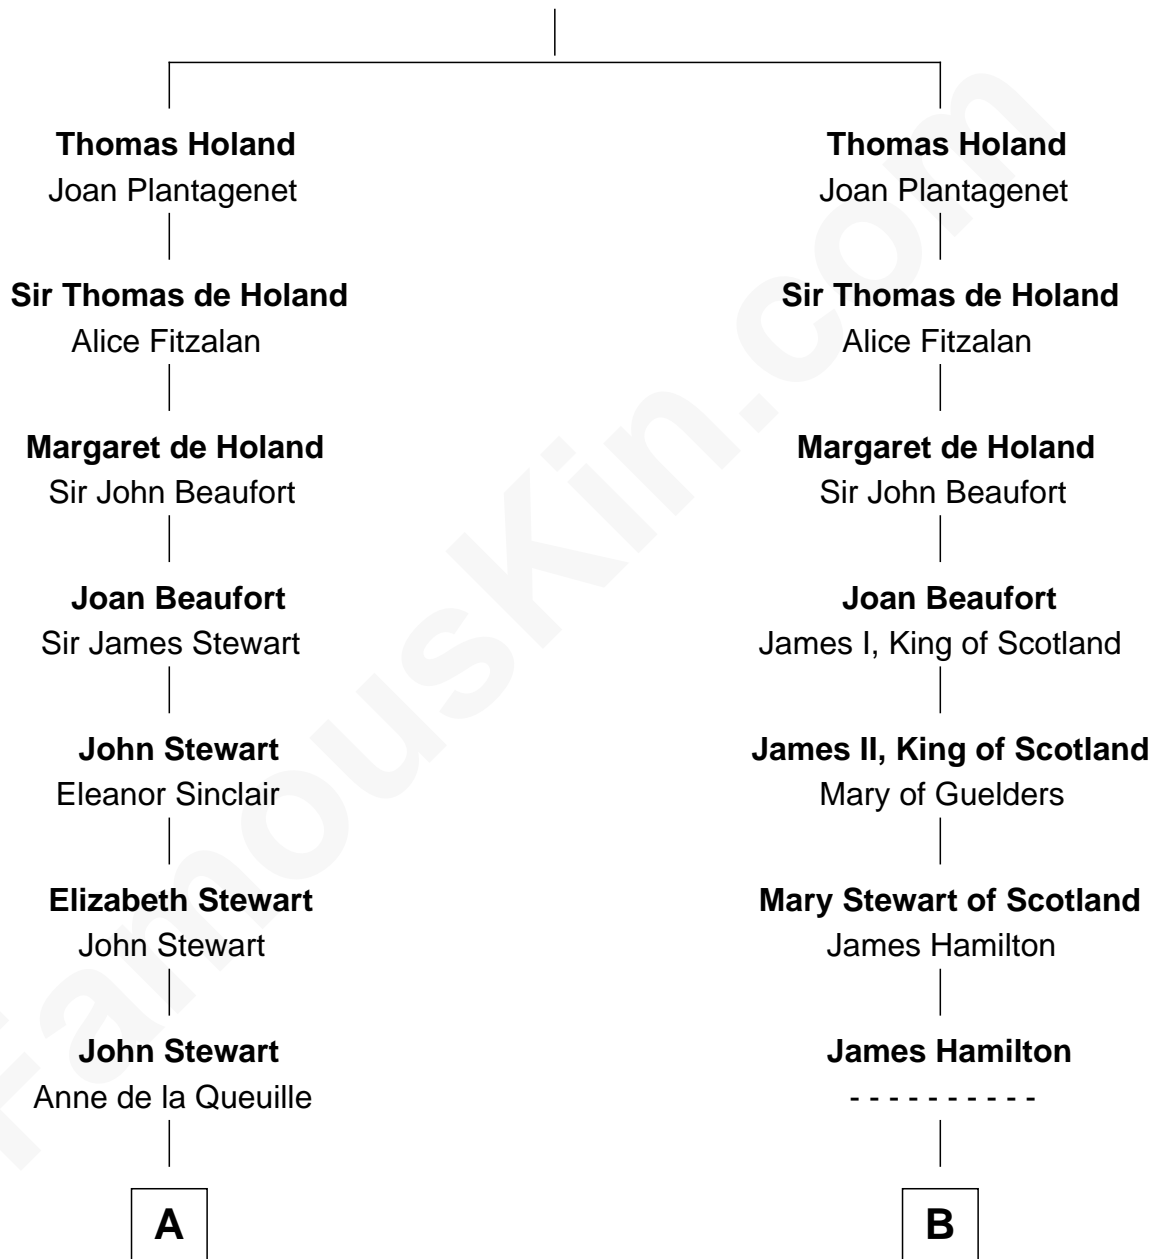 Thomas Holand
Joan Plantagenet
Sir Thomas de Holand
Alice Fitzalan
Margaret de Holand
Sir John Beaufort
Joan Beaufort
Sir James Stewart
John Stewart
Eleanor Sinclair
Elizabeth Stewart
John Stewart
John Stewart
Anne de la Queuille
A
Thomas Holand
Joan Plantagenet
Sir Thomas de Holand
Alice Fitzalan
Margaret de Holand
Sir John Beaufort
Joan Beaufort
James I, King of Scotland
James II, King of Scotland
Mary of Guelders
Mary Stewart of Scotland
James Hamilton
James Hamilton
- - - - - - - - - -
B
FamousKin.com